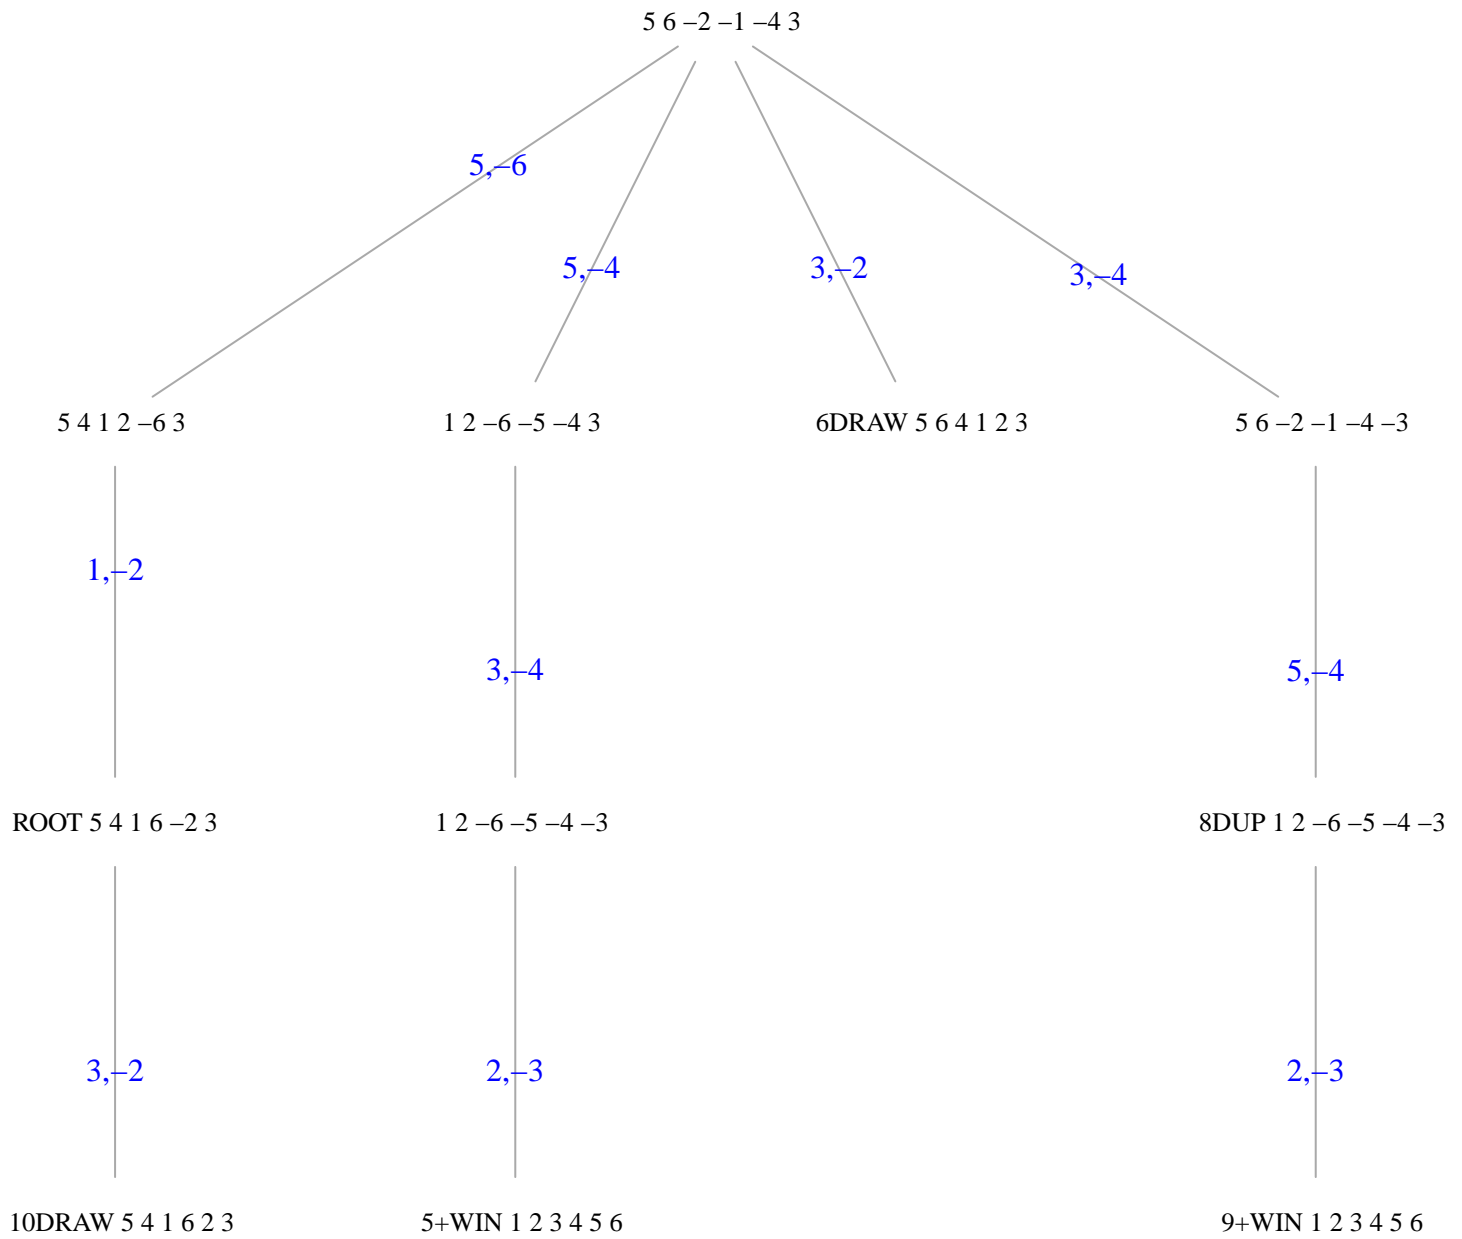 5 6 –2 –1 –4 3
5,–6
5,–4
3,–2
3,–4
5 4 1 2 –6 3
1 2 –6 –5 –4 3
6DRAW 5 6 4 1 2 3
5 6 –2 –1 –4 –3
1,–2
3,–4
5,–4
ROOT 5 4 1 6 –2 3
1 2 –6 –5 –4 –3
8DUP 1 2 –6 –5 –4 –3
3,–2
2,–3
2,–3
10DRAW 5 4 1 6 2 3
5+WIN 1 2 3 4 5 6
9+WIN 1 2 3 4 5 6